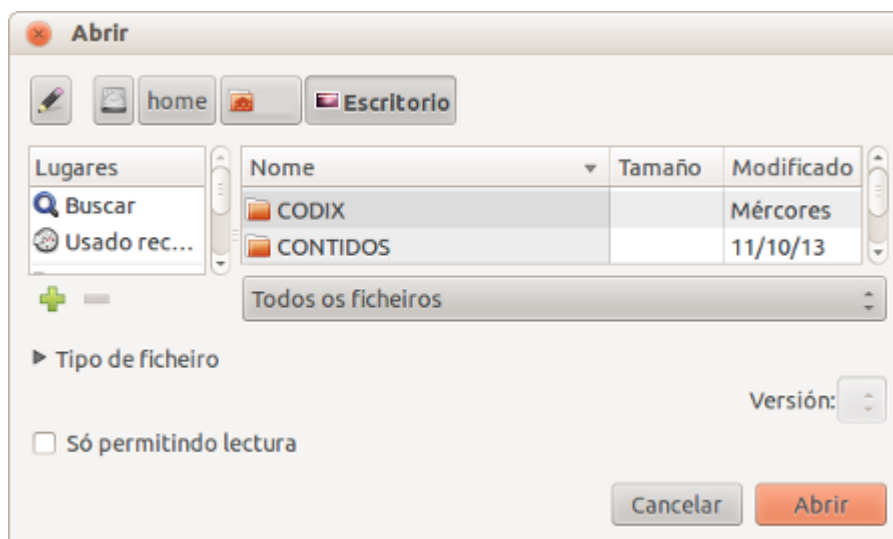 Abrir
home Escritorio
Lugares Nome Tamaño Modificado
Buscar CODIX Mércores
Usado rec... CONTIDOS 11/10/13
Todos os ficheiros
Tipo de ficheiro
Versión:
Só permitindo lectura
Cancelar Abrir